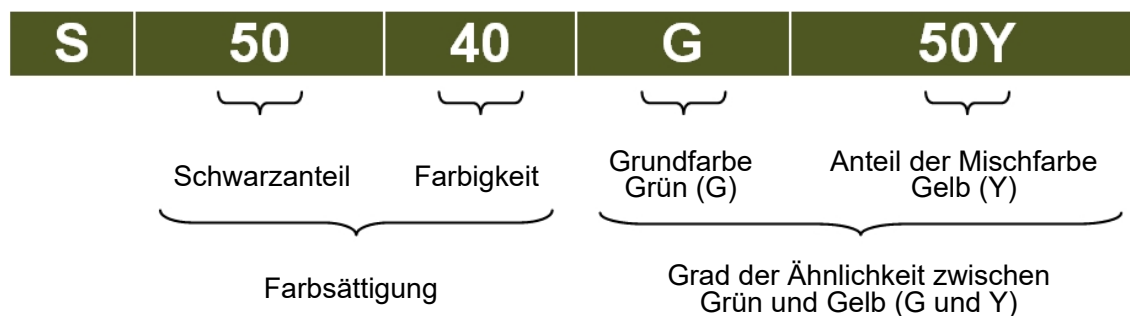 S 50 40 G 50Y
Schwarzanteil Farbigkeit Grundfarbe Grün (G) Anteil der Mischfarbe Gelb (Y)
Farbsättigung Grad der Ähnlichkeit zwischen
Grün und Gelb (G und Y)